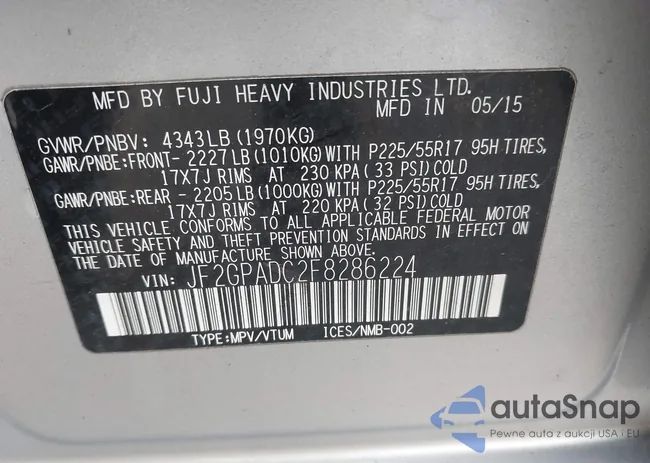 MFD BY FUJI HEAVY INDUSTRIES LTD.
MFD IN 05/15
GVWR/PNBV: 4343LB(1970KG)
GAWR/PNBE:FRONT- 2227LB(1010KG)WITH P225/55R17 95H TIRES,
17X7J RIMS AT 230 KPA( 33 PSI)COLD
GAWR/PNBE:REAR - 2205LB(1000KG)WITH P225/55R17 95H TIRES,
17X7J RIMS AT 220 KPA( 32 PSI)COLD
THIS VEHICLE CONFORMS TO ALL APPLICABLE FEDERAL MOTOR
VEHICLE SAFETY AND THEFT PREVENTION STANDARDS IN EFFECT ON
THE DATE OF MANUFACTURE SHOWN ABOVE.
VIN: JF2GPADC2F8286224
TYPE:MPV/VTUM ICES/NMB-002
autaSnap
Pewne auta z aukcji USA i EU